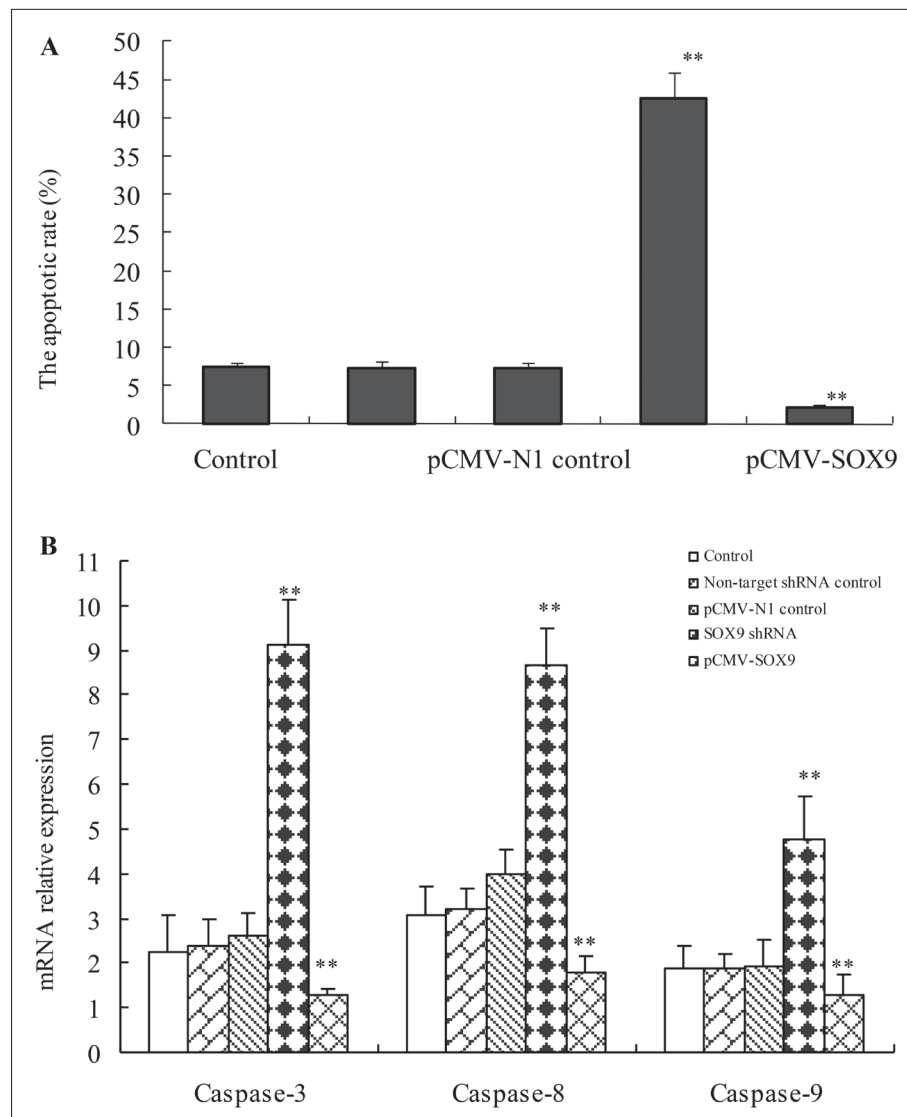 A
The apoptotic rate (%)
50
45
40
35
30
25
20
15
10
5
0
**
**
Control
pCMV-N1 control
pCMV-SOX9
B
mRNA relative expression
11
10
9
8
7
6
5
4
3
2
1
0
Control
Non-target shRNA control
pCMV-N1 control
SOX9 shRNA
pCMV-SOX9
**
**
**
**
**
**
Caspase-3
Caspase-8
Caspase-9